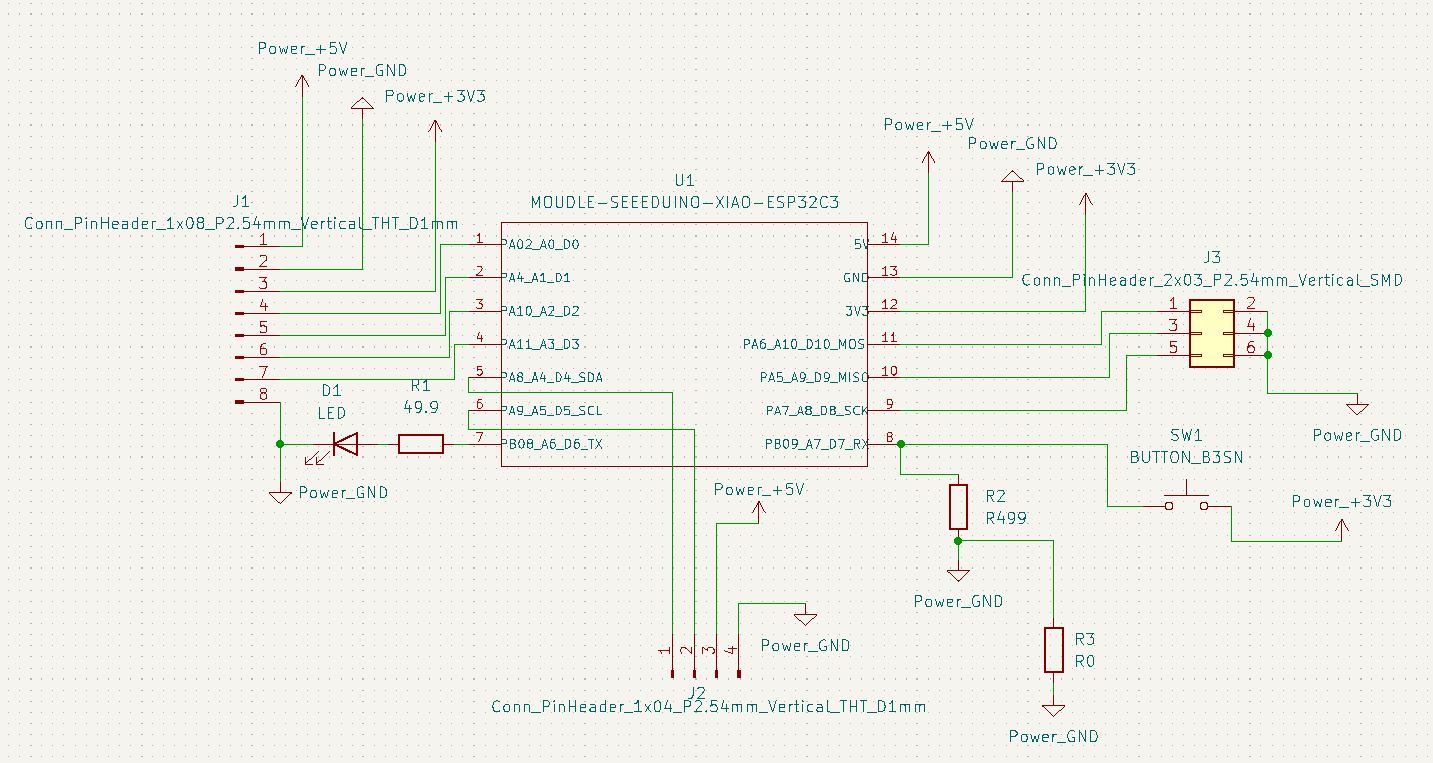 Power_+5V
Power_GND
Power_+3V3
J1
Conn_PinHeader_1x08_P2.54mm_Vertical_THT_D1mm
1
2
3
4
5
6
7
8
D1
LED
R1
49.9
Power_GND
U1
MOUDLE-SEEEDUINO-XIAO-ESP32C3
1 PA02_A0_D0
2 PA4_A1_D1
3 PA10_A2_D2
4 PA11_A3_D3
5 PA8_A4_D4_SDA
6 PA9_A5_D5_SCL
7 PB08_A6_D6_TX
5V 14
GND 13
3V3 12
PA6_A10_D10_MOS 11
PA5_A9_D9_MISO 10
PA7_A8_D8_SCK 9
PB09_A7_D7_RX 8
Power_+5V
Power_GND
Power_+3V3
J3
Conn_PinHeader_2x03_P2.54mm_Vertical_SMD
1 2
3 4
5 6
Power_GND
SW1
BUTTON_B3SN
Power_+3V3
R2
R499
Power_GND
R3
R0
Power_GND
Power_+5V
Power_GND
1 2 3 4
J2
Conn_PinHeader_1x04_P2.54mm_Vertical_THT_D1mm